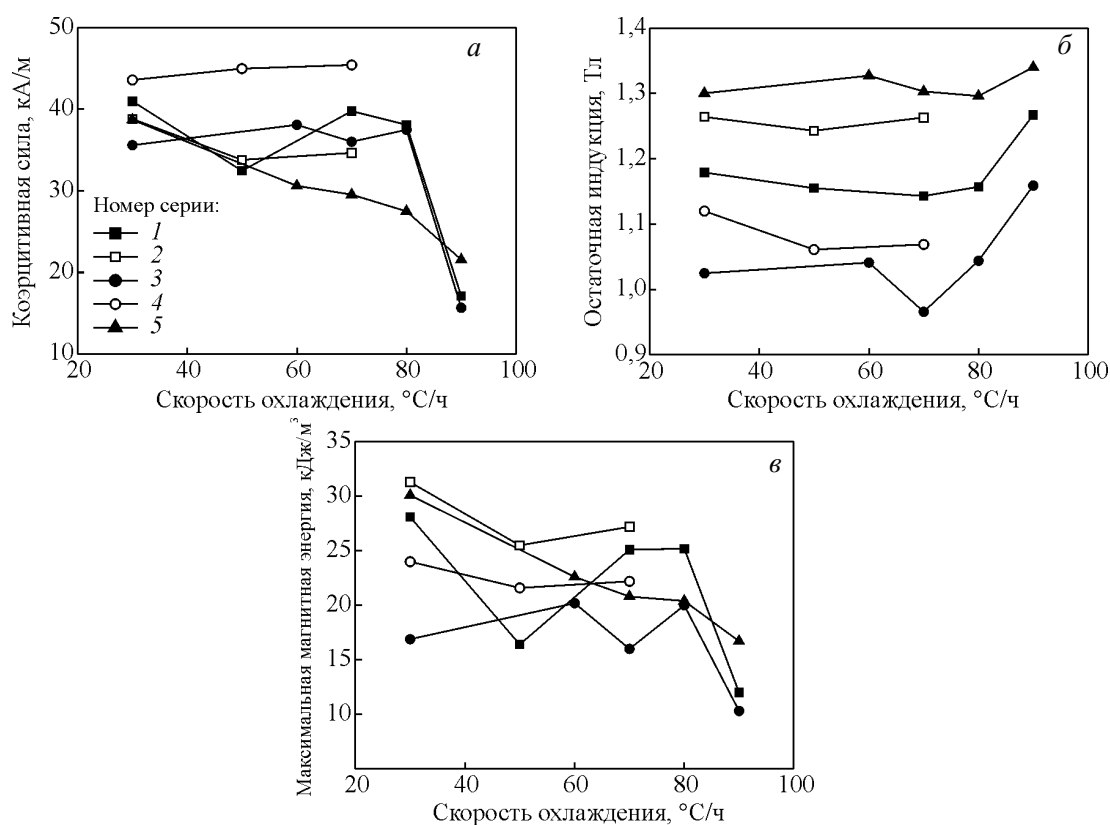 Коэрцитивная сила, кА/м
50
40
30
20
10
а
Номер серии:
1
2
3
4
5
20 40 60 80 100
Скорость охлаждения, °С/ч
Остаточная индукция, Тл
1,4
1,3
1,2
1,1
1,0
0,9
б
20 40 60 80 100
Скорость охлаждения, °С/ч
Максимальная магнитная энергия, кДж/м³
35
30
25
20
15
10
в
20 40 60 80 100
Скорость охлаждения, °С/ч